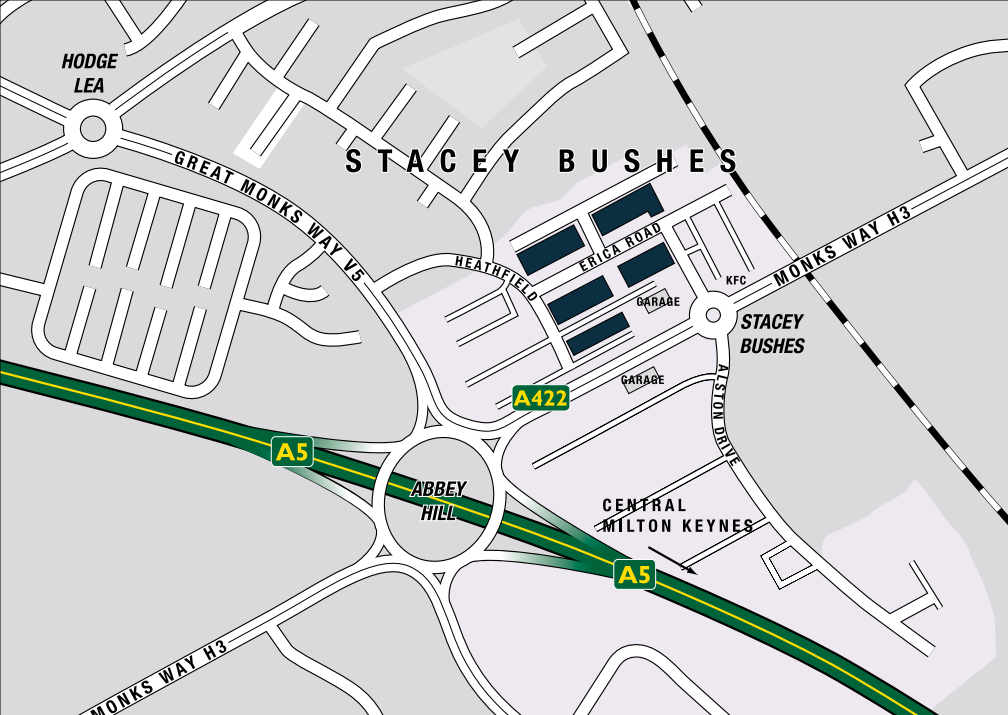 HODGE
LEA
GREAT MONKS WAY V5
STACEY BUSHES
ERICA ROAD
MONKS WAY H3
HEATHFIELD
KFC
GARAGE
STACEY
BUSHES
GARAGE
ALSTON DRIVE
A422
A5
ABBEY
HILL
CENTRAL
MILTON KEYNES
A5
MONKS WAY H3